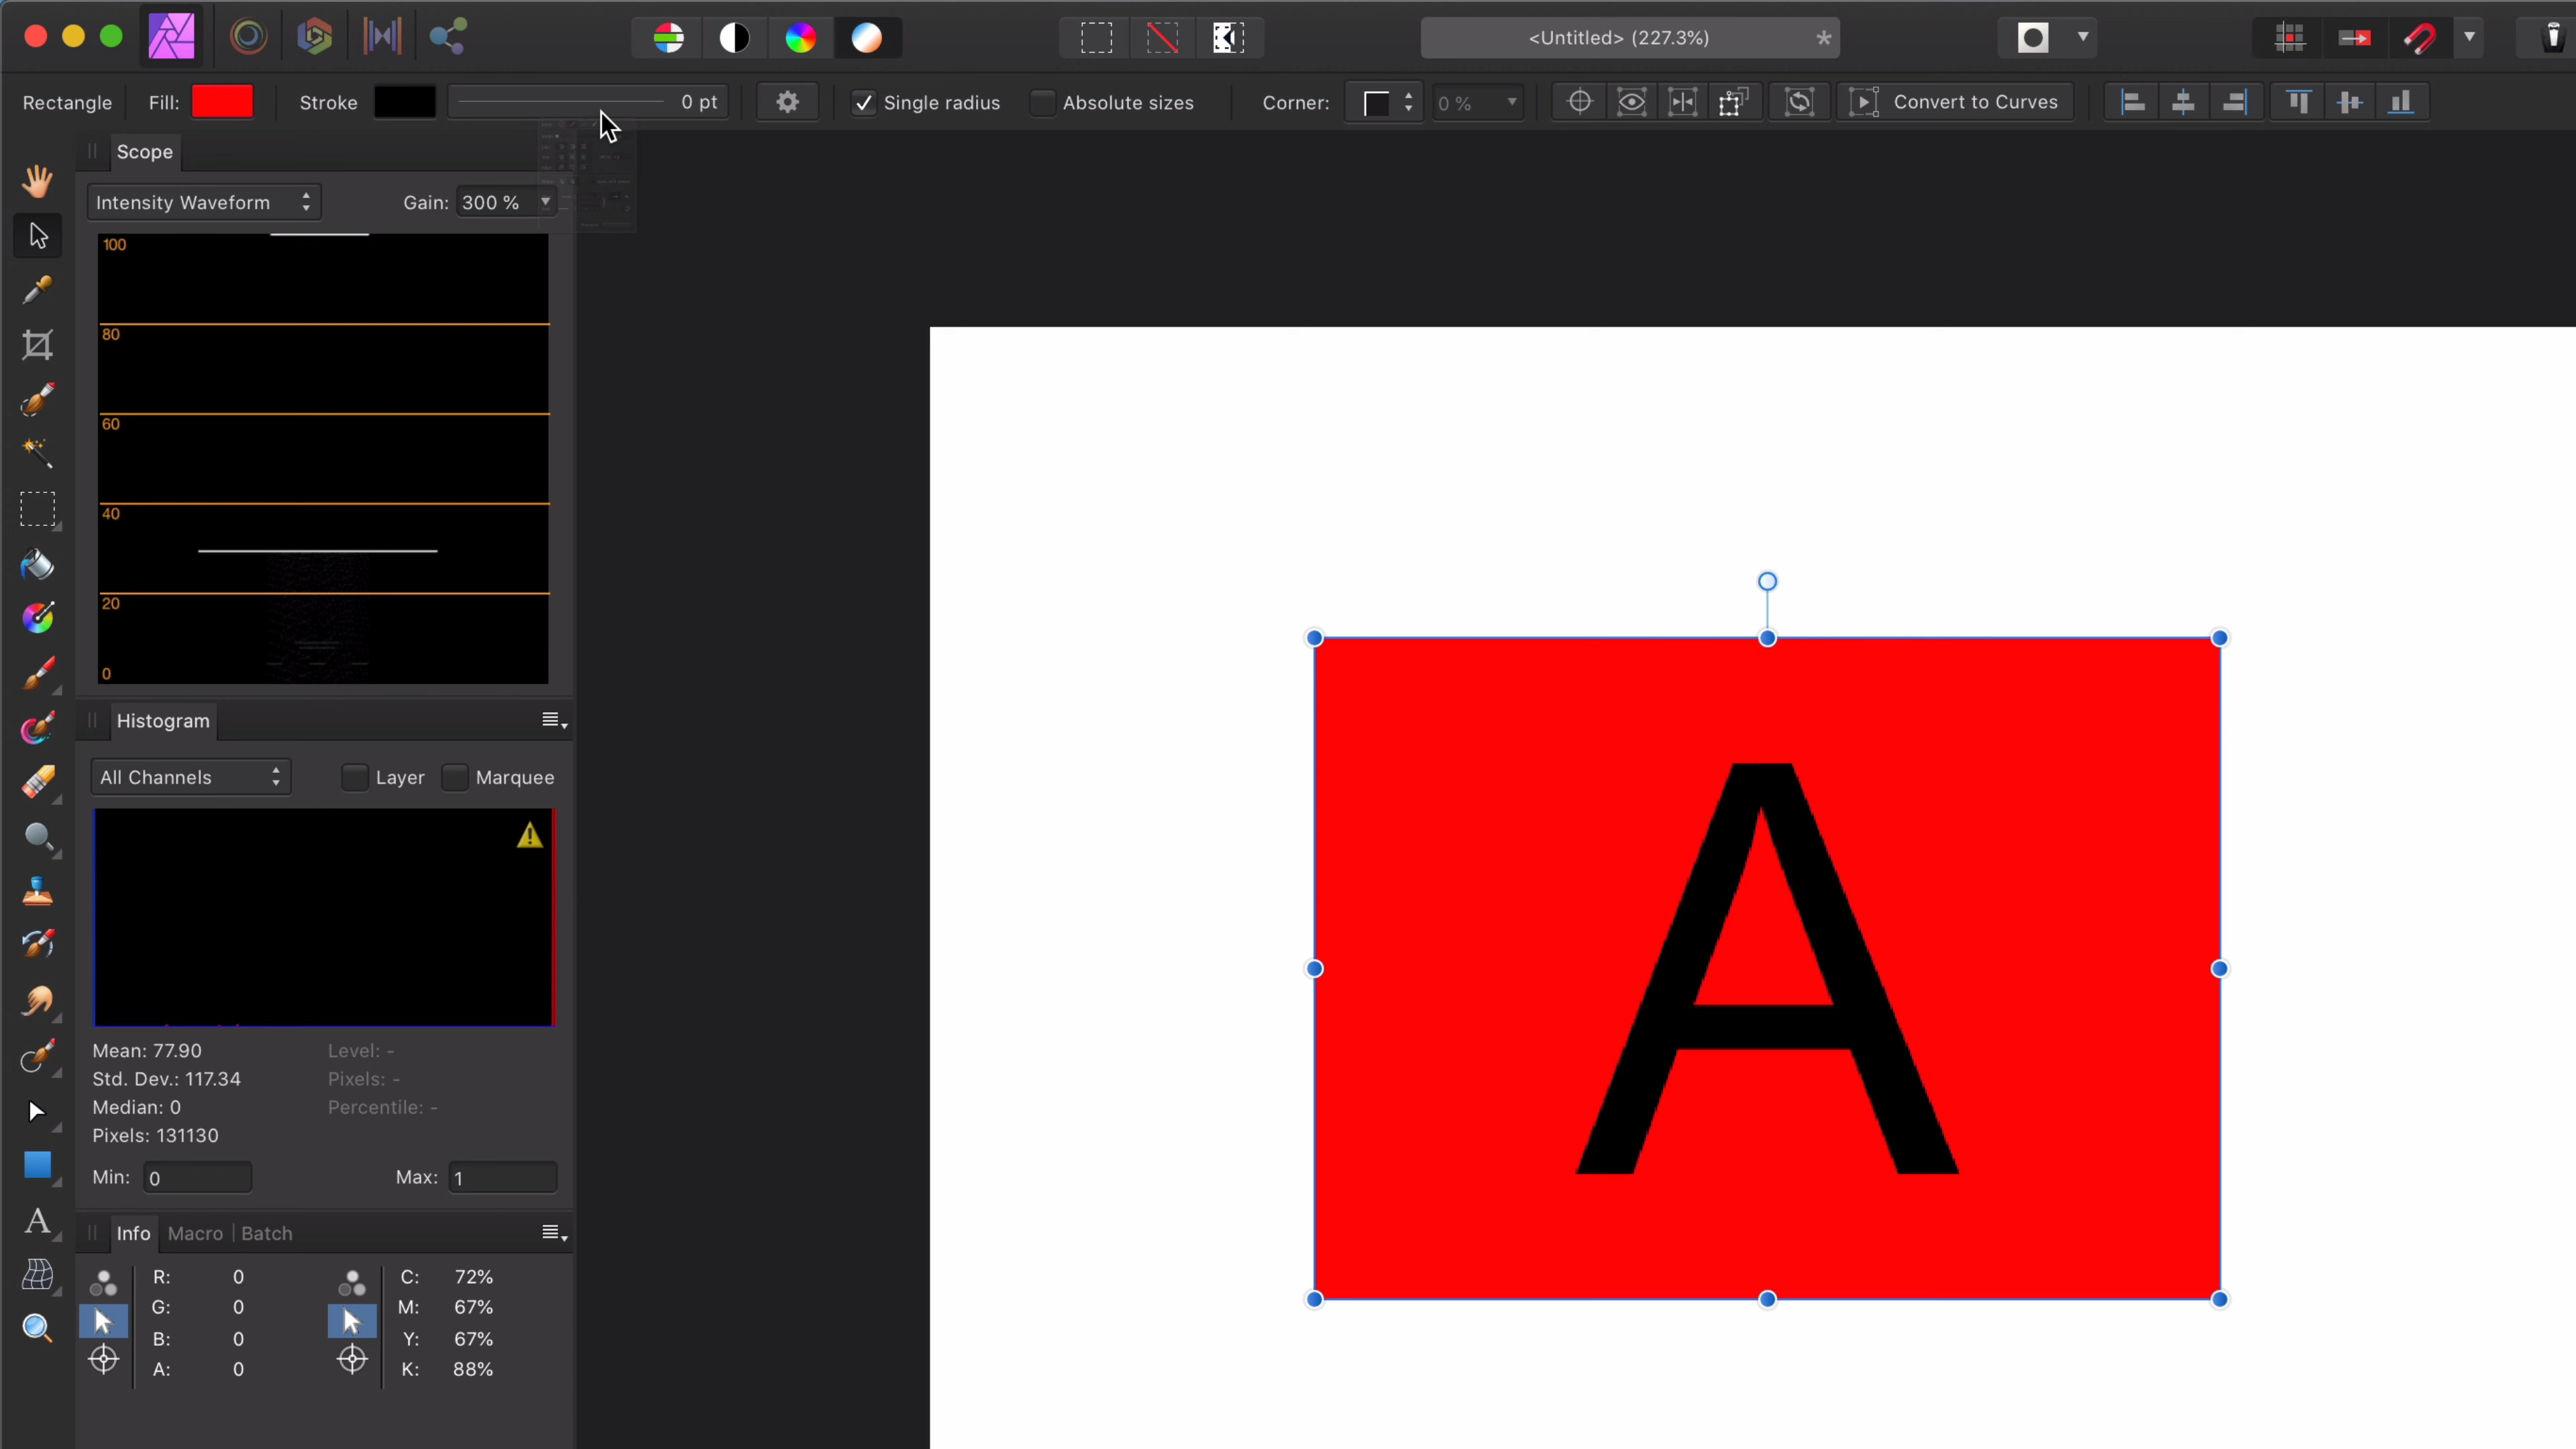 <Untitled> (227.3%) *
Rectangle Fill: Stroke 0 pt Single radius Absolute sizes Corner: 0 % Convert to Curves
Scope
Intensity Waveform Gain: 300 %
100
80
60
40
20
0
Histogram
All Channels Layer Marquee
Mean: 77.90 Level: -
Std. Dev.: 117.34 Pixels: -
Median: 0 Percentile: -
Pixels: 131130
Min: 0 Max: 1
Info Macro Batch
R: 0 C: 72%
G: 0 M: 67%
B: 0 Y: 67%
A: 0 K: 88%
A